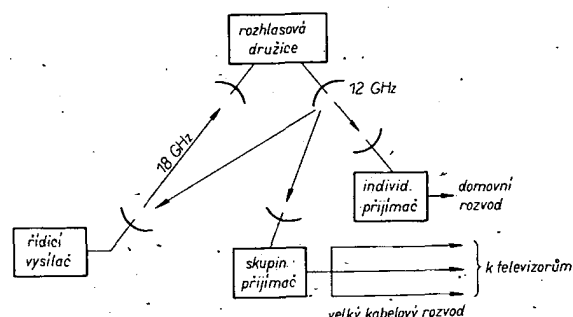 rozhlasová
družice
12 GHz
18 GHz
individ.
přijímač
domovní
rozvod
řídicí
vysílač
skupin.
přijímač
k televizorům
velký kabelový rozvod